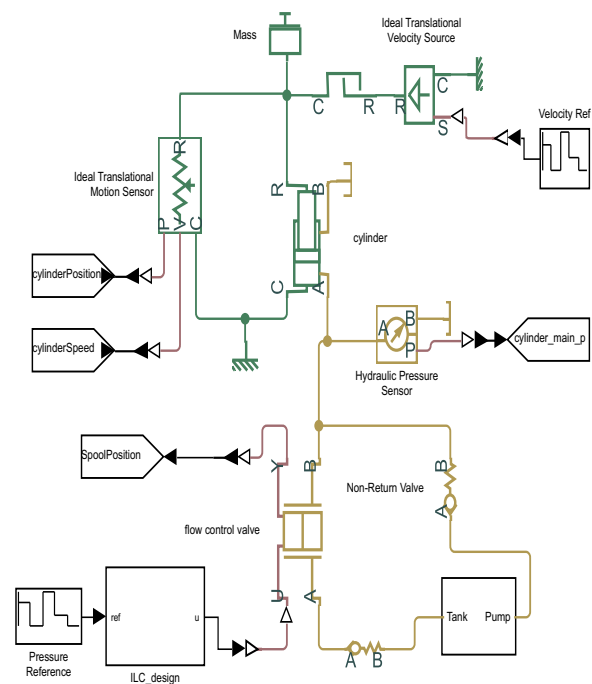 Mass
Ideal Translational
Velocity Source
C
C
R
R
S
Velocity Ref
R
Ideal Translational
Motion Sensor
P
V
C
R
B
cylinder
cylinderPosition
C
A
cylinderSpeed
A
B
P
cylinder_main_p
Hydraulic Pressure
Sensor
SpoolPosition
Y
B
B
Non-Return Valve
A
flow control valve
U
A
ref
u
Tank
Pump
Pressure
Reference
ILC_design
A
B